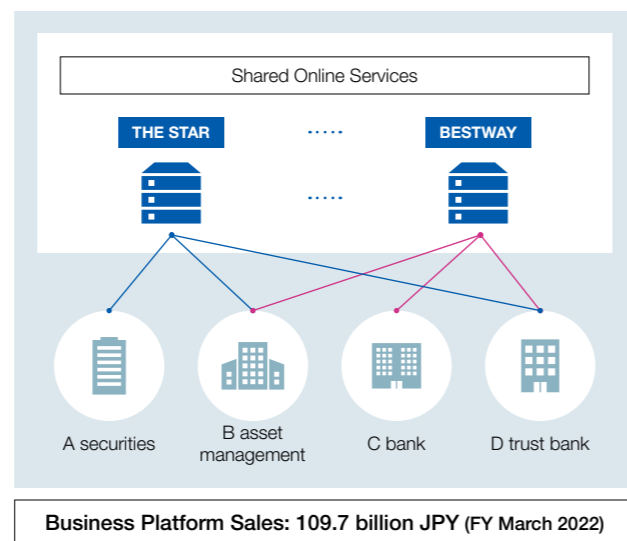 Shared Online Services
THE STAR
BESTWAY
A securities
B asset
management
C bank
D trust bank
Business Platform Sales: 109.7 billion JPY (FY March 2022)